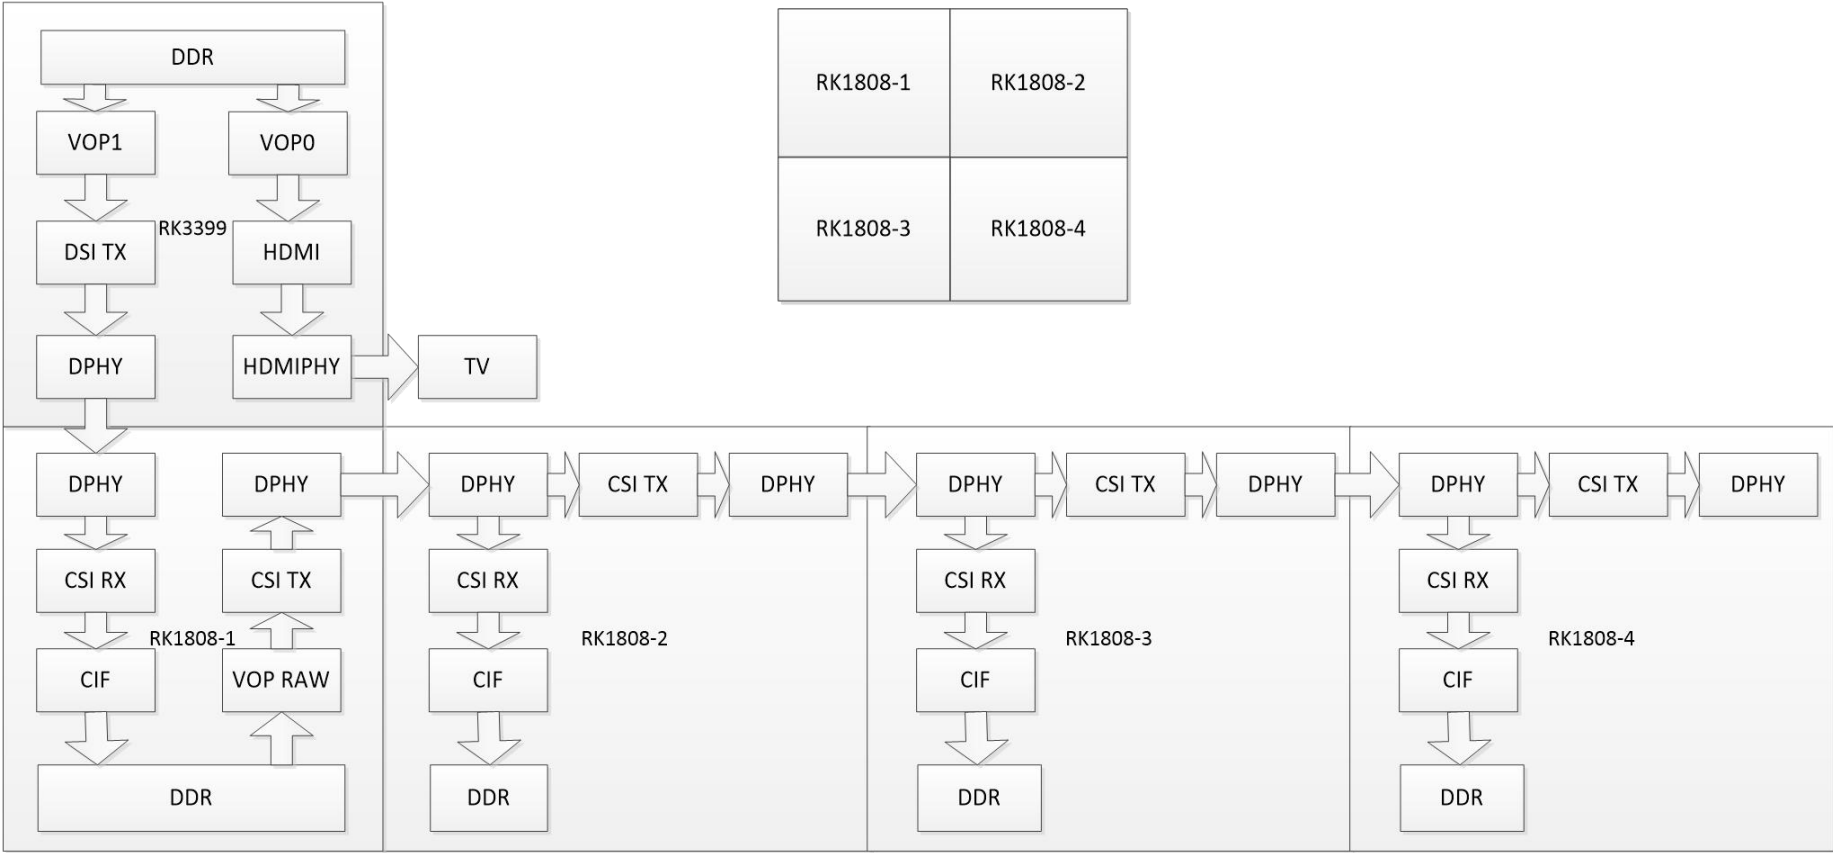 DDR
VOP1
VOP0
DSI TX
RK3399
HDMI
DPHY
HDMIPHY
TV
RK1808-1
RK1808-2
RK1808-3
RK1808-4
DPHY
DPHY
CSI RX
CSI TX
RK1808-1
CIF
VOP RAW
DDR
DPHY
CSI TX
DPHY
CSI RX
RK1808-2
CIF
DDR
DPHY
CSI TX
DPHY
CSI RX
RK1808-3
CIF
DDR
DPHY
CSI TX
DPHY
CSI RX
RK1808-4
CIF
DDR